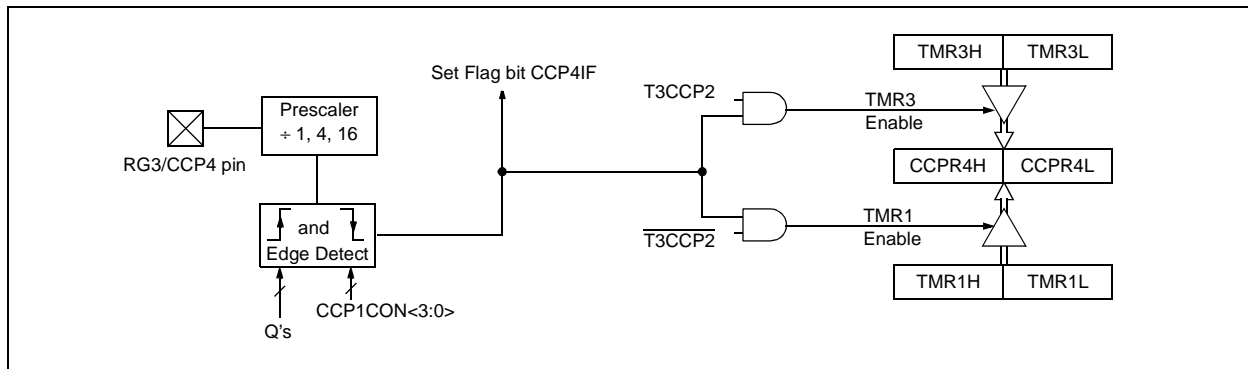 TMR3H TMR3L
Set Flag bit CCP4IF
T3CCP2
TMR3
Enable
Prescaler
÷ 1, 4, 16
RG3/CCP4 pin
CCPR4H CCPR4L
and
Edge Detect
T3CCP2
TMR1
Enable
TMR1H TMR1L
CCP1CON<3:0>
Q's